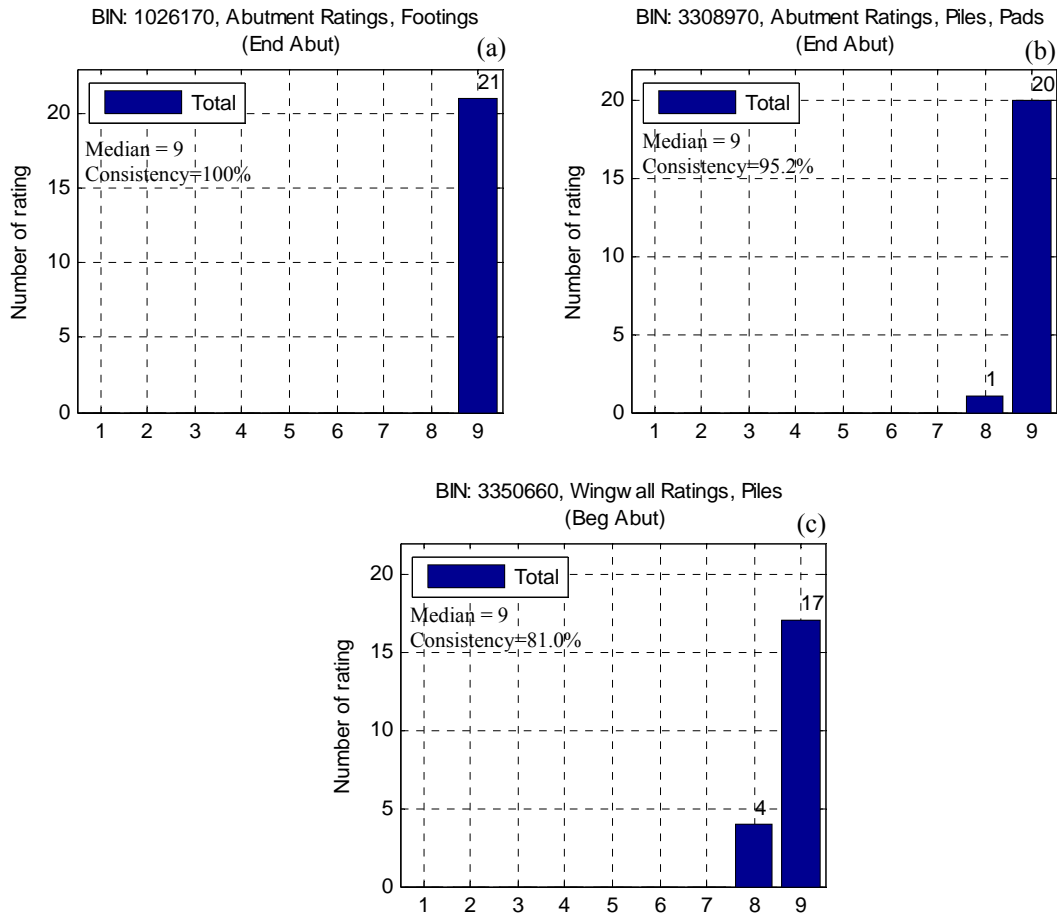 BIN: 1026170, Abutment Ratings, Footings
(End Abut)
(a)
21
Total
Median = 9
Consistency=100%
Number of rating
20
15
10
5
0
1 2 3 4 5 6 7 8 9
BIN: 3308970, Abutment Ratings, Piles, Pads
(End Abut)
(b)
20
Total
Median = 9
Consistency=95.2%
Number of rating
20
15
10
5
0
1
1 2 3 4 5 6 7 8 9
BIN: 3350660, Wingwall Ratings, Piles
(Beg Abut)
(c)
Total
17
Median = 9
Consistency=81.0%
Number of rating
20
15
10
5
0
4
1 2 3 4 5 6 7 8 9